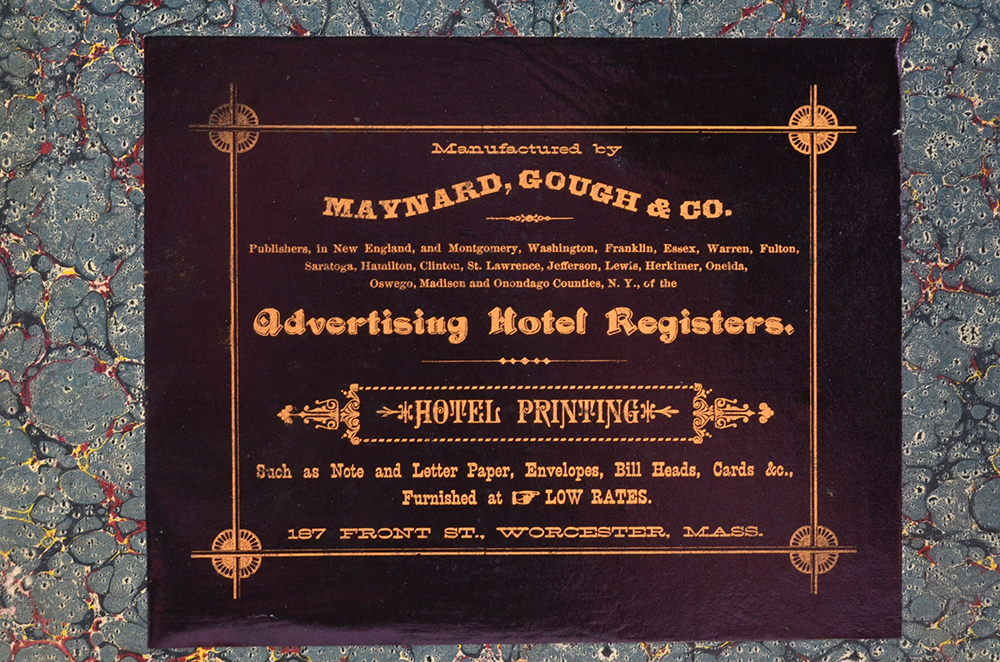 Manufactured by
MAYNARD, GOUGH & CO.
Publishers, in New England, and Montgomery, Washington, Franklin, Essex, Warren, Fulton,
Saratoga, Hamilton, Clinton, St. Lawrence, Jefferson, Lewis, Herkimer, Oneida,
Oswego, Madison and Onondago Counties, N. Y., of the
Advertising Hotel Registers.
HOTEL PRINTING
Such as Note and Letter Paper, Envelopes, Bill Heads, Cards &c.,
Furnished at ☞ LOW RATES.
187 FRONT ST., WORCESTER, MASS.